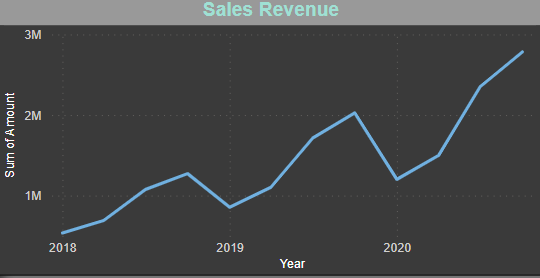 Sales Revenue
3M
2M
1M
Sum of Amount
2018 2019 2020
Year